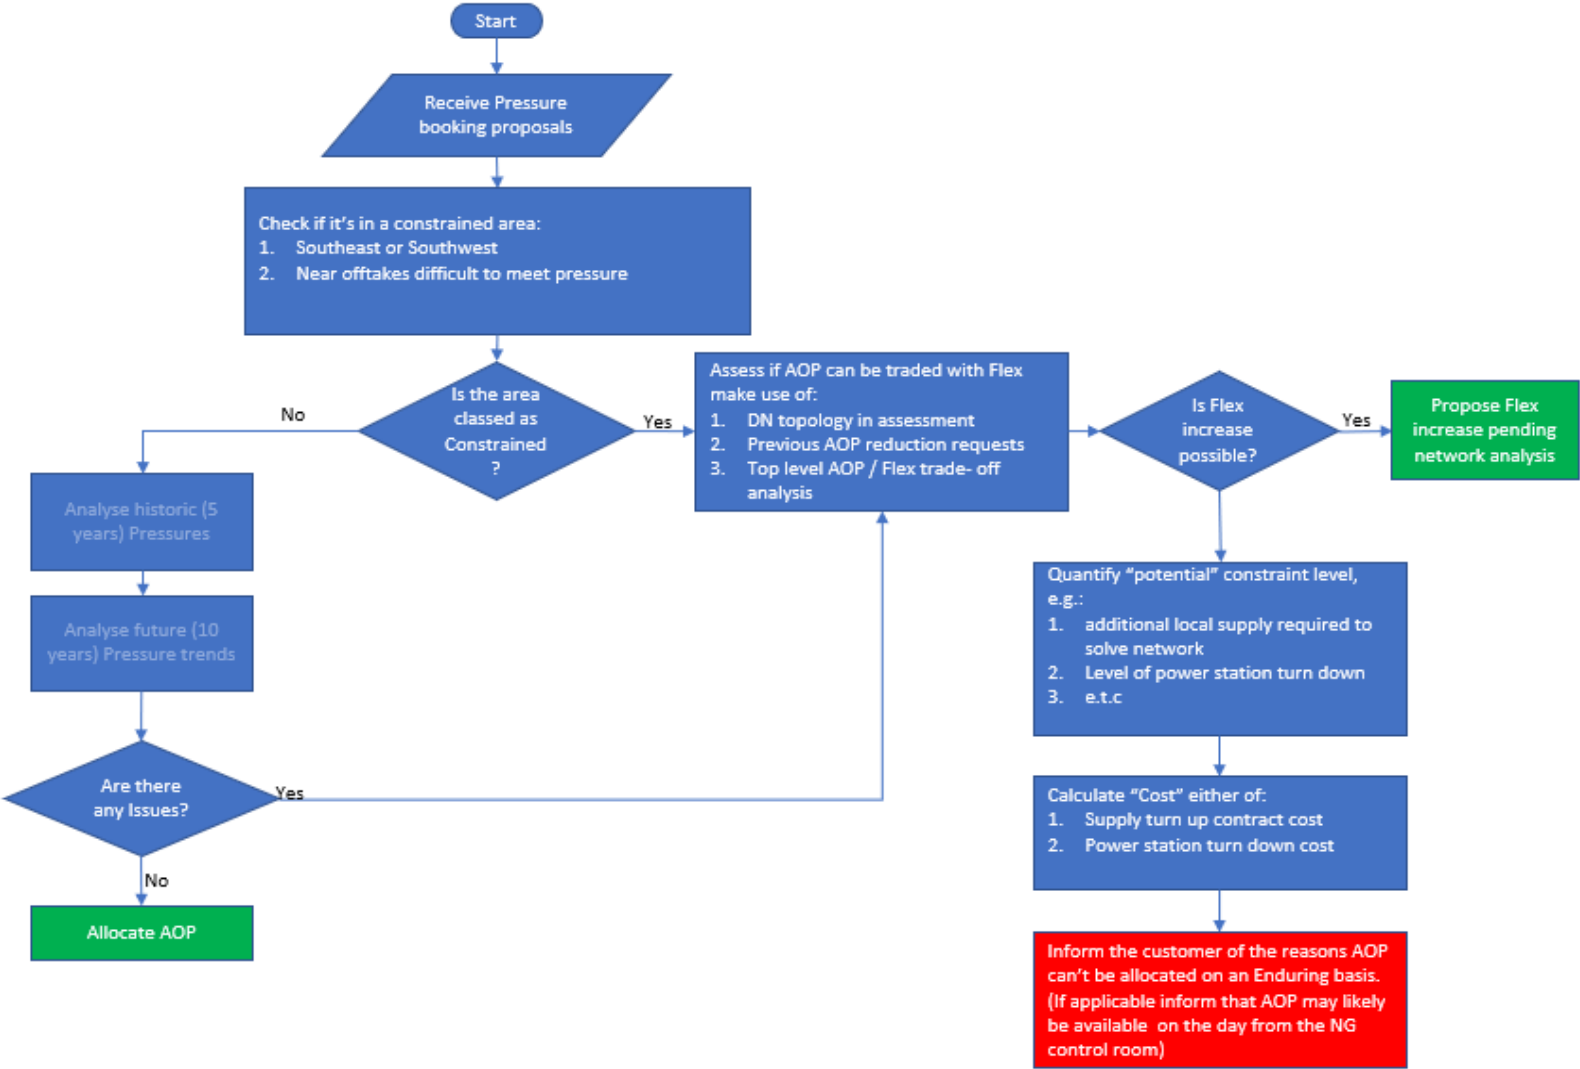 Start
Receive Pressure
booking proposals
Check if it's in a constrained area:
1. Southeast or Southwest
2. Near offtakes difficult to meet pressure
Is the area
classed as
Constrained
?
No
Yes
Assess if AOP can be traded with Flex
make use of:
1. DN topology in assessment
2. Previous AOP reduction requests
3. Top level AOP / Flex trade- off
analysis
Is Flex
increase
possible?
Yes
Propose Flex
increase pending
network analysis
Analyse historic (5
years) Pressures
Analyse future (10
years) Pressure trends
Are there
any Issues?
Yes
No
Allocate AOP
Quantify “potential” constraint level,
e.g.:
1. additional local supply required to
solve network
2. Level of power station turn down
3. e.t.c
Calculate “Cost” either of:
1. Supply turn up contract cost
2. Power station turn down cost
Inform the customer of the reasons AOP
can't be allocated on an Enduring basis.
(If applicable inform that AOP may likely
be available on the day from the NG
control room)